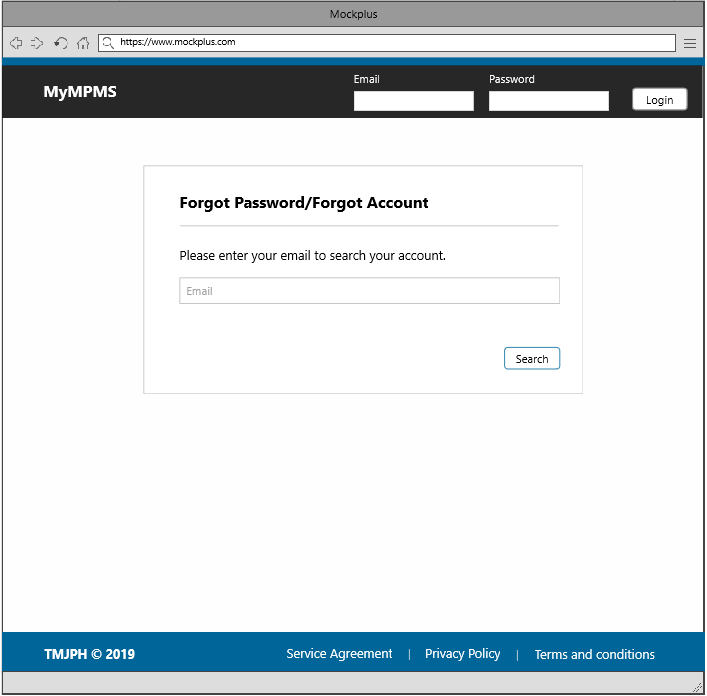 Mockplus
https://www.mockplus.com
Email Password
MyMPMS
Login
Forgot Password/Forgot Account
Please enter your email to search your account.
Email
Search
TMJPH © 2019 Service Agreement | Privacy Policy | Terms and conditions